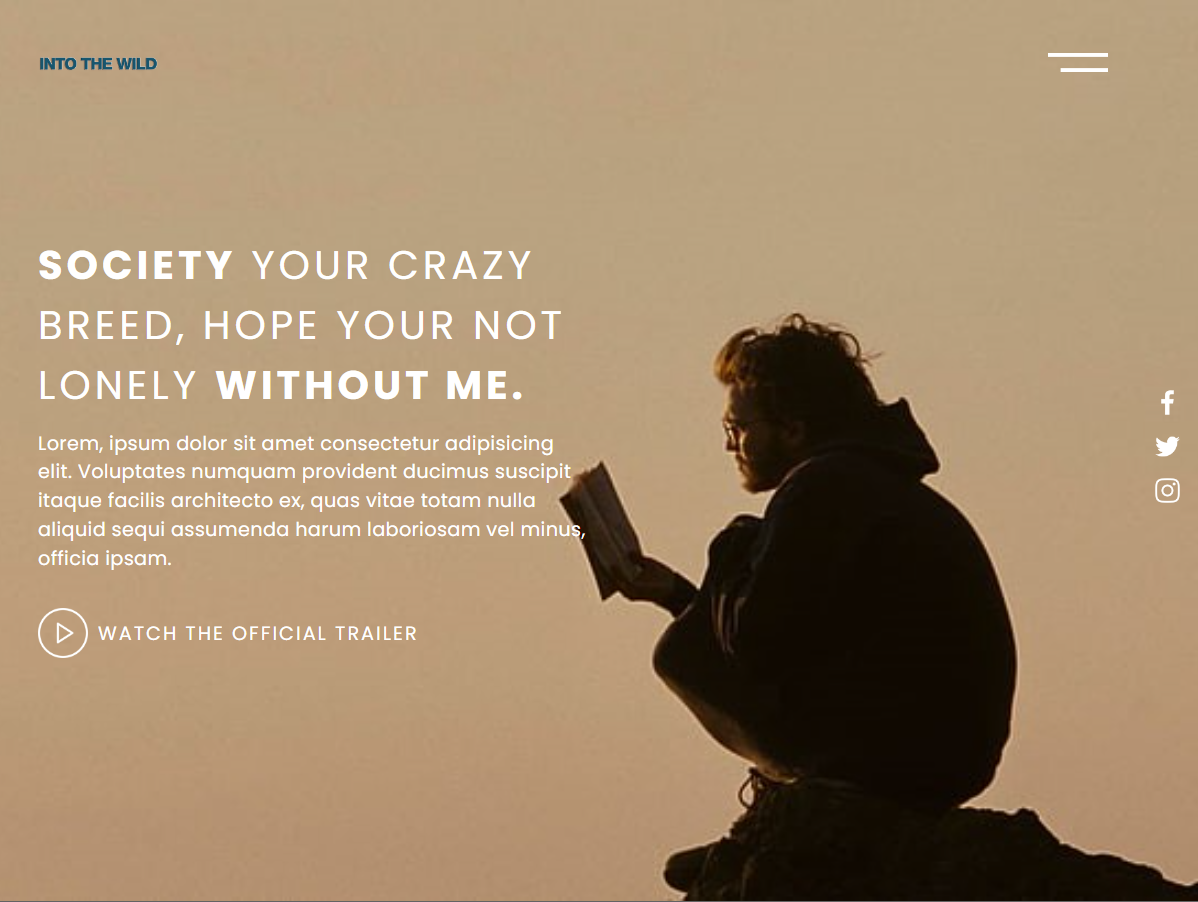 INTO THE WILD
SOCIETY YOUR CRAZY
BREED, HOPE YOUR NOT
LONELY WITHOUT ME.
Lorem, ipsum dolor sit amet consectetur adipisicing
elit. Voluptates numquam provident ducimus suscipit
itaque facilis architecto ex, quas vitae totam nulla
aliquid sequi assumenda harum laboriosam vel minus,
officia ipsam.
WATCH THE OFFICIAL TRAILER